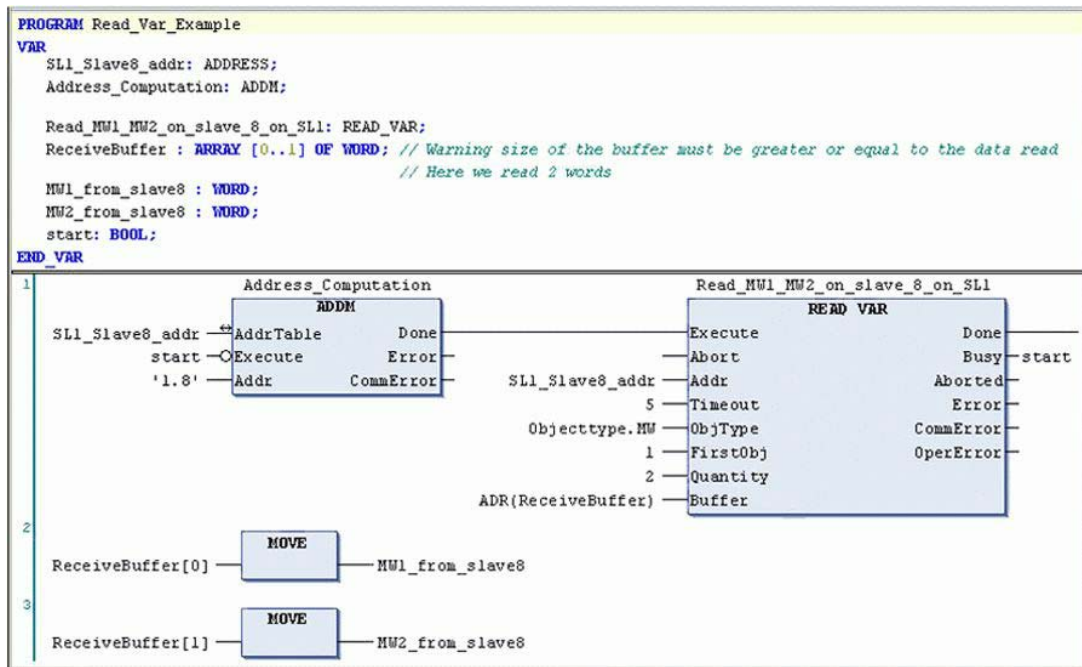 PROGRAM Read_Var_Example
VAR
SL1_Slave8_addr: ADDRESS;
Address_Computation: ADDM;
Read_MW1_MW2_on_slave_8_on_SL1: READ_VAR;
ReceiveBuffer : ARRAY [0..1] OF WORD; // Warning size of the buffer must be greater or equal to the data read
// Here we read 2 words
MW1_from_slave8 : WORD;
MW2_from_slave8 : WORD;
start: BOOL;
END_VAR
1
Address_Computation
ADDM
SL1_Slave8_addr AddrTable Done
start Execute Error
'1.8' Addr CommError
Read_MW1_MW2_on_slave_8_on_SL1
READ_VAR
Execute Done
Abort Busy start
SL1_Slave8_addr Addr Aborted
5 Timeout Error
Objecttype.MW ObjType CommError
1 FirstObj OperError
2 Quantity
ADR(ReceiveBuffer) Buffer
2
MOVE
ReceiveBuffer[0] MW1_from_slave8
3
MOVE
ReceiveBuffer[1] MW2_from_slave8